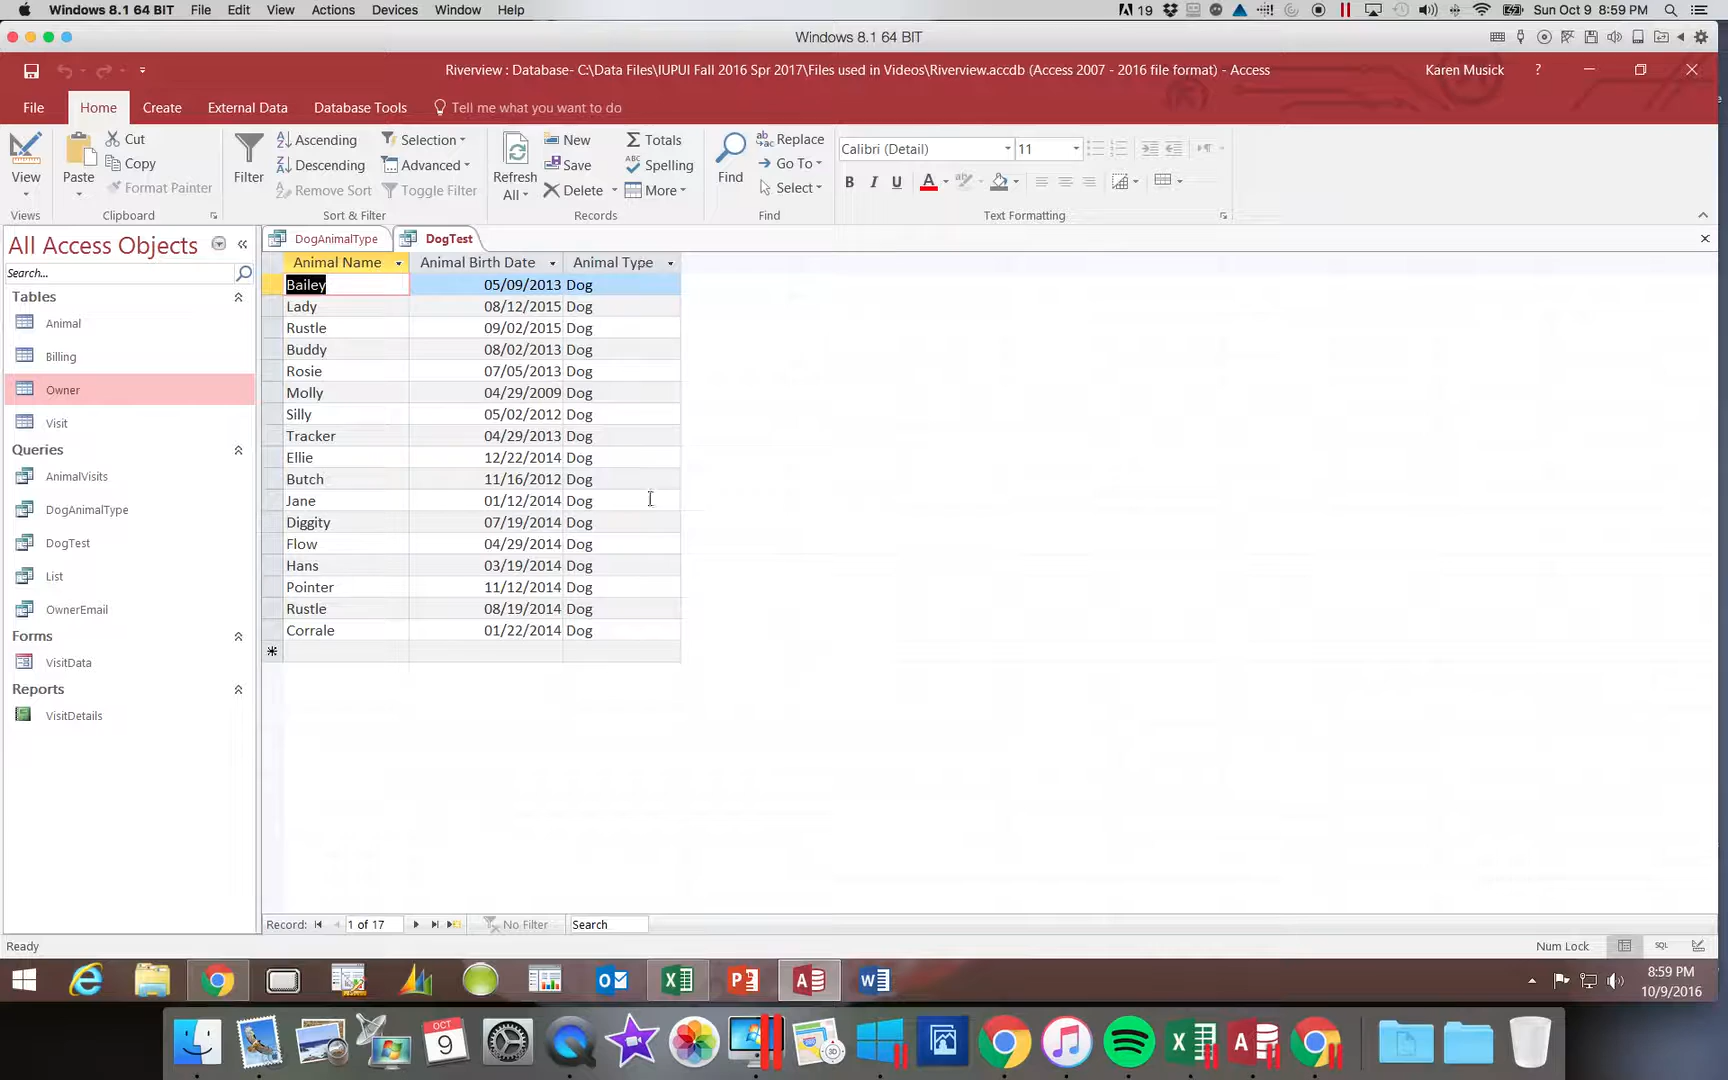 Windows 8.1 64 BIT File Edit View Actions Devices Window Help 19 Sun Oct 9 8:59 PM
Windows 8.1 64 BIT
Riverview : Database- C:\Data Files\IUPUI Fall 2016 Spr 2017\Files used in Videos\Riverview.accdb (Access 2007 - 2016 file format) - Access Karen Musick ?
File Home Create External Data Database Tools Tell me what you want to do
Cut Ascending Selection New Totals Replace Calibri (Detail) 11
Copy Descending Advanced Save Spelling Go To
View Paste Format Painter Filter Remove Sort Toggle Filter Refresh All Delete More Find Select B I U A
Views Clipboard Sort & Filter Records Find Text Formatting
All Access Objects
Search...
Tables
Animal
Billing
Owner
Visit
Queries
AnimalVisits
DogAnimalType
DogTest
List
OwnerEmail
Forms
VisitData
Reports
VisitDetails
DogAnimalType DogTest
Animal Name Animal Birth Date Animal Type
Bailey 05/09/2013 Dog
Lady 08/12/2015 Dog
Rustle 09/02/2015 Dog
Buddy 08/02/2013 Dog
Rosie 07/05/2013 Dog
Molly 04/29/2009 Dog
Silly 05/02/2012 Dog
Tracker 04/29/2013 Dog
Ellie 12/22/2014 Dog
Butch 11/16/2012 Dog
Jane 01/12/2014 Dog
Diggity 07/19/2014 Dog
Flow 04/29/2014 Dog
Hans 03/19/2014 Dog
Pointer 11/12/2014 Dog
Rustle 08/19/2014 Dog
Corrale 01/22/2014 Dog
Record: 1 of 17 No Filter Search
Ready Num Lock SQL
8:59 PM
10/9/2016
OCT
9